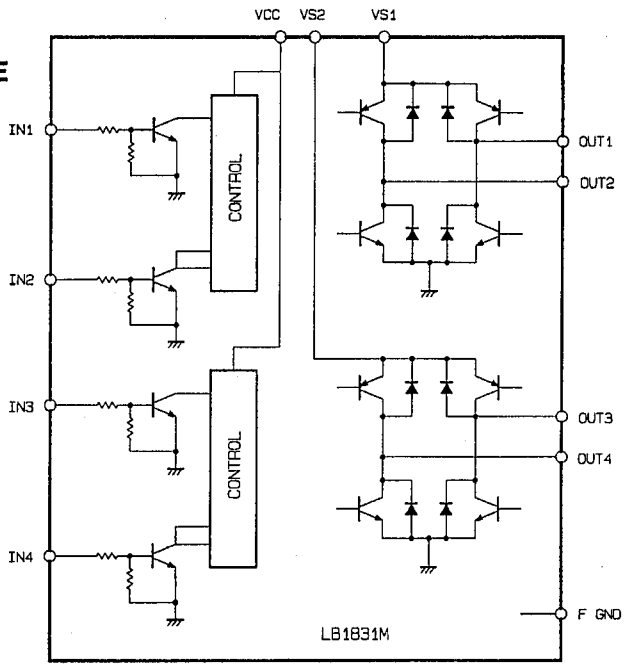 VCC VS2 VS1
IN1
CONTROL
OUT1
OUT2
IN2
IN3
CONTROL
OUT3
OUT4
IN4
F GND
LB1831M